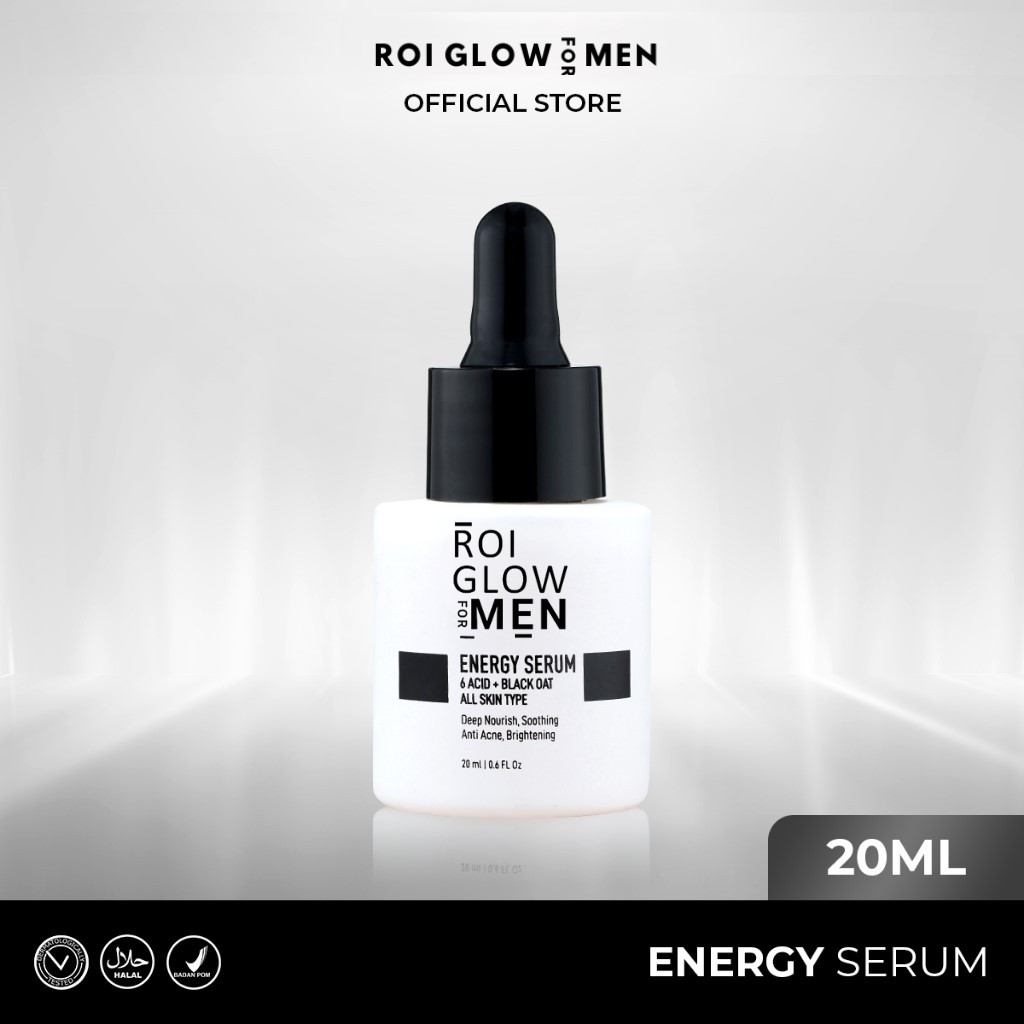 ROI GLOW FOR MEN
OFFICIAL STORE
ROI
GLOW
FOR MEN
ENERGY SERUM
6 ACID + BLACK OAT
ALL SKIN TYPE
Deep Nourish, Soothing
Anti Acne, Brightening
20 ml | 0.6 FL Oz
20ML
DERMATOLOGICALLY TESTED
حلال
HALAL
BADAN POM
ENERGY SERUM